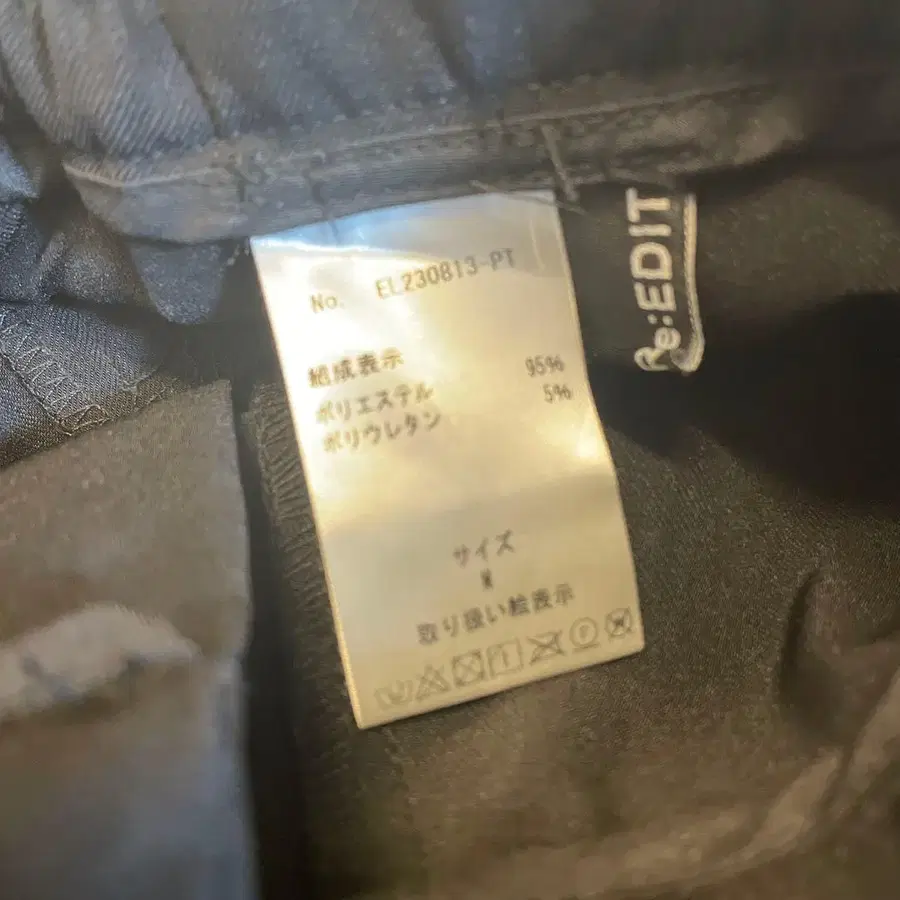 No. EL230813-PT
組成表示
ポリエステル 95%
ポリウレタン 5%
サイズ
M
取り扱い絵表示
Re:EDIT